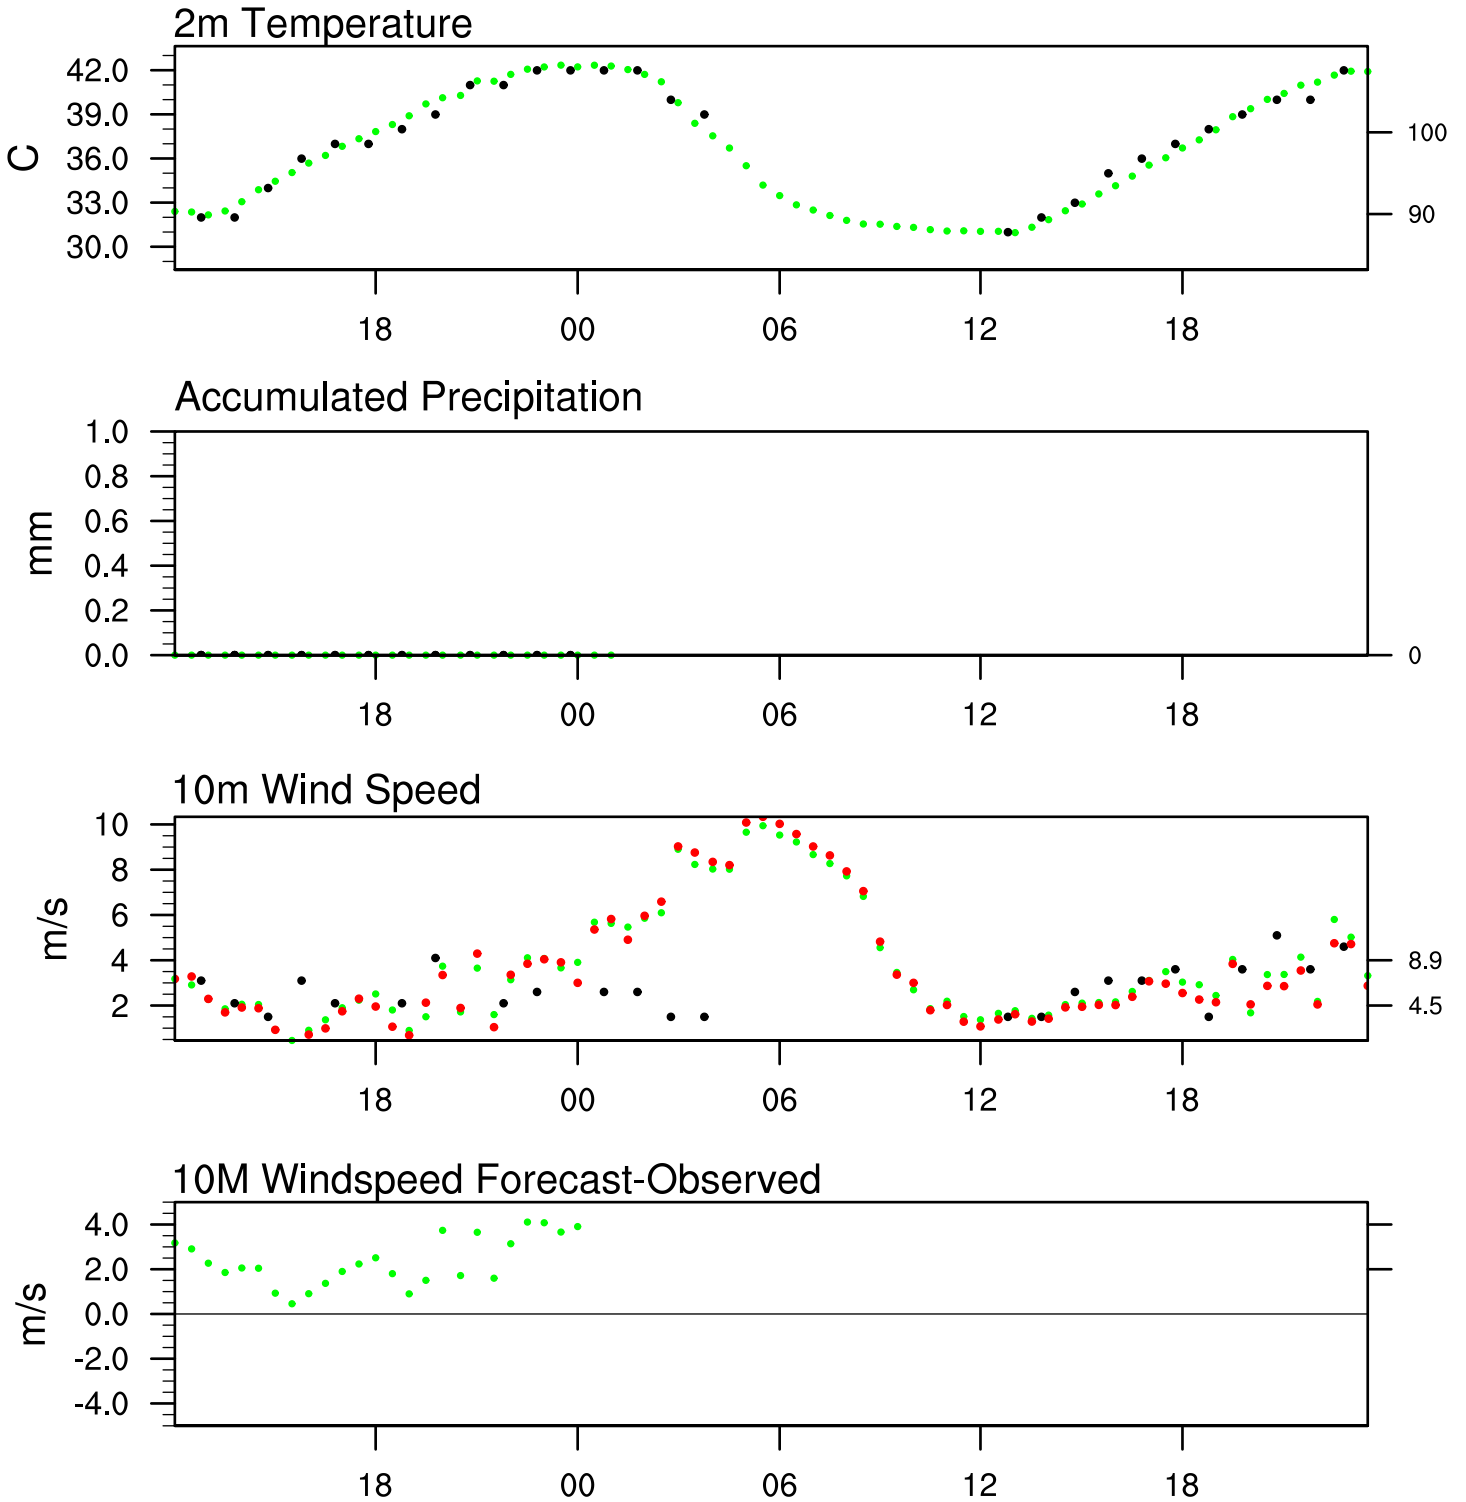 2m Temperature
42.0
39.0
36.0
33.0
30.0
C
100
90
18 00 06 12 18
Accumulated Precipitation
1.0
0.8
0.6
0.4
0.2
0.0
mm
0
18 00 06 12 18
10m Wind Speed
10
8
6
4
2
m/s
8.9
4.5
18 00 06 12 18
10M Windspeed Forecast-Observed
4.0
2.0
0.0
-2.0
-4.0
m/s
18 00 06 12 18